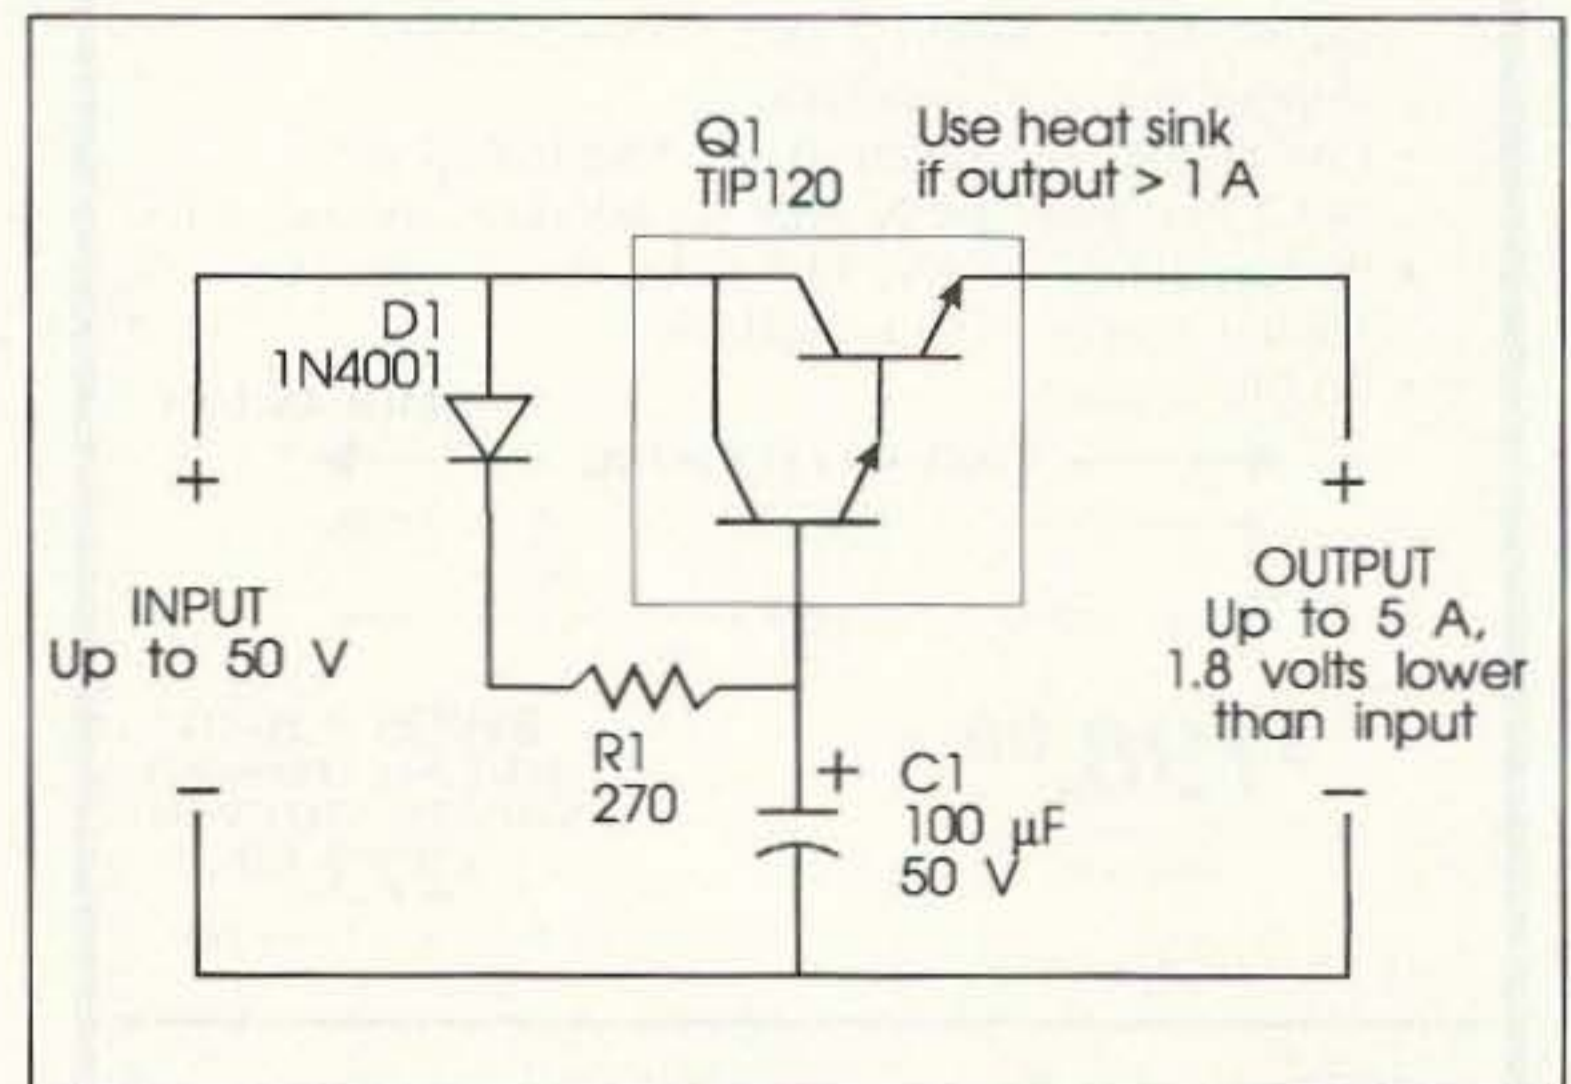 Q1
TIP120
Use heat sink
if output > 1 A
D1
1N4001
+
+
INPUT
Up to 50 V
OUTPUT
Up to 5 A,
1.8 volts lower
than input
R1
270
+
C1
100 µF
50 V
−
−